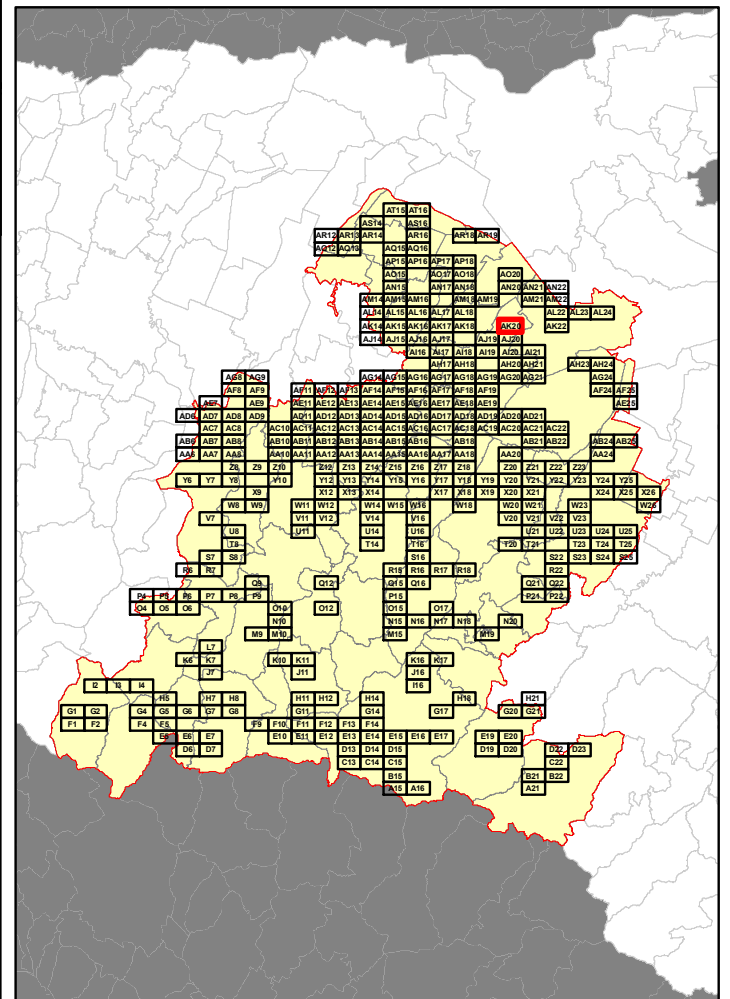 AT15 AT16
AS14 AS16
AR12 AR13 AR14 AR16 AR18 AR19
AQ12 AQ13 AQ15 AQ16
AP15 AP16 AP17 AP18
AO15 AO17 AO18 AO20
AN15 AN17 AN18 AN20 AN21 AN22
AM14 AM15 AM16 AM18 AM19 AM21 AM22
AL14 AL15 AL16 AL17 AL18 AL22 AL23 AL24
AK14 AK15 AK16 AK17 AK18 AK20 AK22
AJ14 AJ15 AJ16 AJ17 AJ19 AJ20
AI16 AI17 AI18 AI19 AI20 AI21
AH17 AH18 AH20 AH21 AH23 AH24
AG8 AG9 AG14 AG15 AG16 AG17 AG18 AG19 AG20 AG21 AG24
AF8 AF9 AF11 AF12 AF13 AF14 AF15 AF16 AF17 AF18 AF19 AF24 AF25
AE7 AE9 AE11 AE12 AE13 AE14 AE15 AE16 AE17 AE18 AE19 AE25
AD6 AD7 AD8 AD9 AD11 AD12 AD13 AD14 AD15 AD16 AD17 AD18 AD19 AD20 AD21
AC7 AC8 AC10 AC11 AC12 AC13 AC14 AC15 AC16 AC17 AC18 AC19 AC20 AC21 AC22
AB6 AB7 AB8 AB10 AB11 AB12 AB13 AB14 AB15 AB16 AB18 AB21 AB22 AB24 AB25
AA6 AA7 AA8 AA10 AA11 AA12 AA13 AA14 AA15 AA16 AA17 AA18 AA20 AA24
Z8 Z9 Z10 Z12 Z13 Z14 Z15 Z16 Z17 Z18 Z20 Z21 Z22 Z23
Y6 Y7 Y8 Y10 Y12 Y13 Y14 Y15 Y16 Y17 Y18 Y19 Y20 Y21 Y22 Y23 Y24 Y25
X9 X12 X13 X14 X17 X18 X19 X20 X21 X24 X25 X26
W8 W9 W11 W12 W14 W15 W16 W18 W20 W21 W23 W26
V7 V11 V12 V14 V16 V20 V21 V22 V23
U8 U11 U14 U16 U21 U22 U23 U24 U25
T8 T14 T16 T20 T21 T23 T24 T25
S7 S8 S16 S22 S23 S24 S25
R6 R7 R15 R16 R17 R18 R22
Q9 Q12 Q15 Q16 Q21 Q22
P4 P5 P6 P7 P8 P9 P15 P21 P22
O4 O5 O6 O10 O12 O15 O17
N10 N15 N16 N17 N18 N20
M9 M10 M15 M19
L7
K6 K7 K10 K11 K16 K17
J7 J11 J16
I2 I3 I4 I16
H5 H7 H8 H11 H12 H14 H18 H21
G1 G2 G4 G5 G6 G7 G8 G11 G14 G17 G20 G21
F1 F2 F4 F5 F9 F10 F11 F12 F13 F14
E5 E6 E7 E10 E11 E12 E13 E14 E15 E16 E17 E19 E20
D6 D7 D13 D14 D15 D19 D20 D22 D23
C13 C14 C15 C22
B15 B21 B22
A15 A16 A21